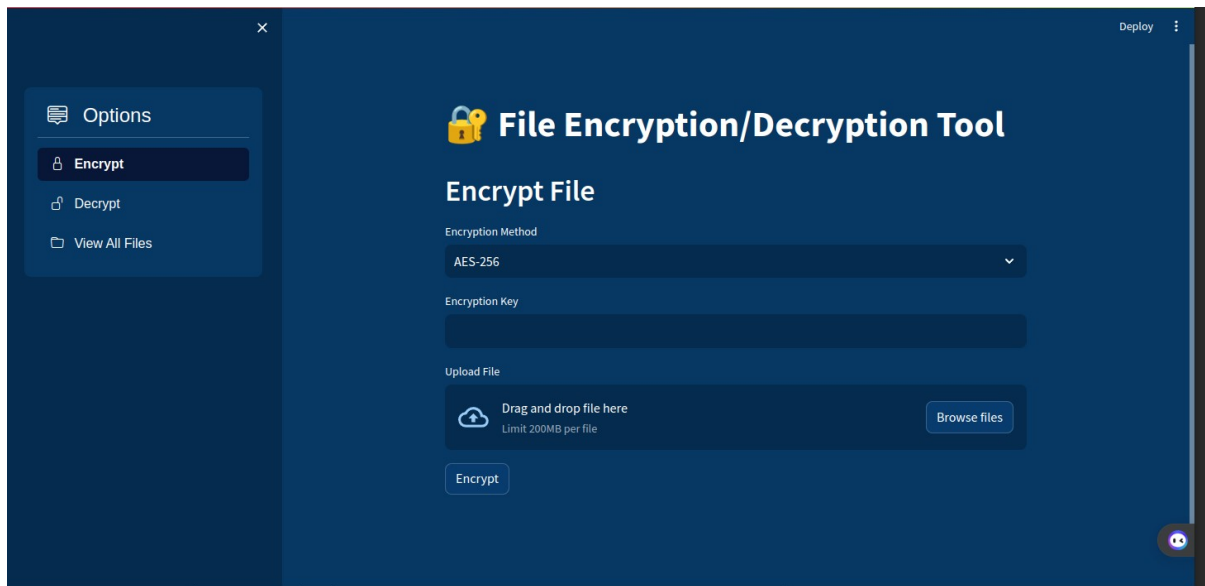 Deploy
Options
Encrypt
Decrypt
View All Files
🔐 File Encryption/Decryption Tool
Encrypt File
Encryption Method
AES-256
Encryption Key
Upload File
Drag and drop file here
Limit 200MB per file
Browse files
Encrypt